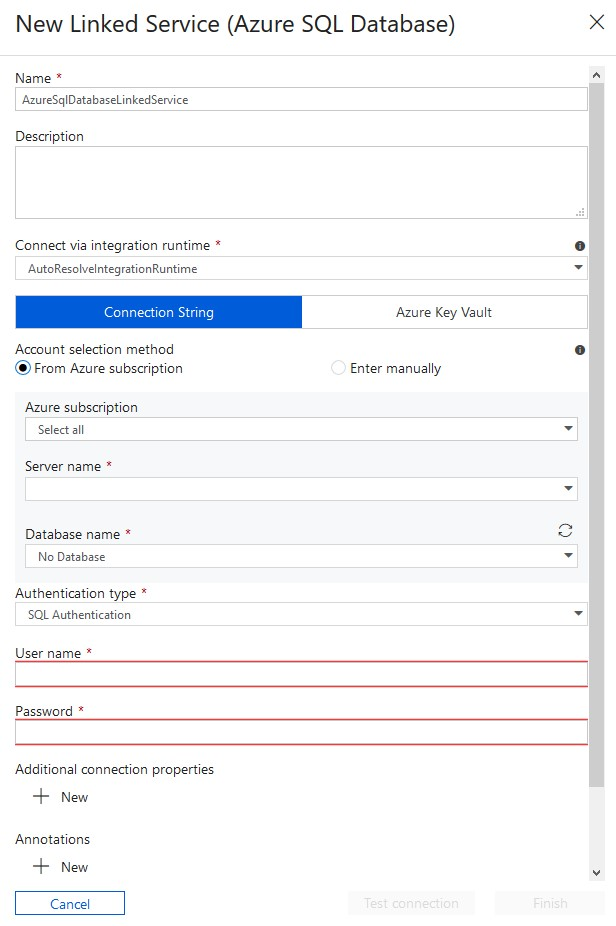 New Linked Service (Azure SQL Database)
Name *
AzureSqlDatabaseLinkedService
Description
Connect via integration runtime *
AutoResolveIntegrationRuntime
Connection String
Azure Key Vault
Account selection method
From Azure subscription
Enter manually
Azure subscription
Select all
Server name *
Database name *
No Database
Authentication type *
SQL Authentication
User name *
Password *
Additional connection properties
New
Annotations
New
Cancel
Test connection
Finish